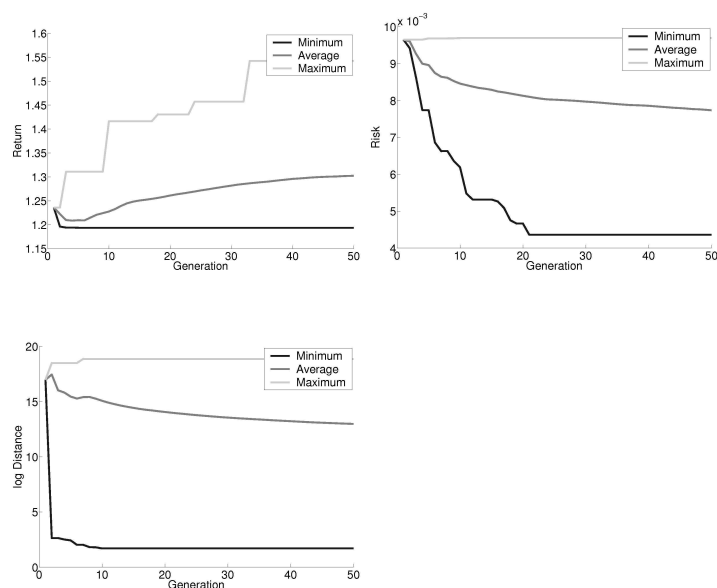 1.6
1.55
1.5
1.45
1.4
1.35
1.3
1.25
1.2
1.15
Return
0 10 20 30 40 50
Generation
Minimum
Average
Maximum
10 x 10⁻³
9
8
7
6
5
4
Risk
0 10 20 30 40 50
Generation
Minimum
Average
Maximum
20
15
10
5
0
log Distance
0 10 20 30 40 50
Generation
Minimum
Average
Maximum